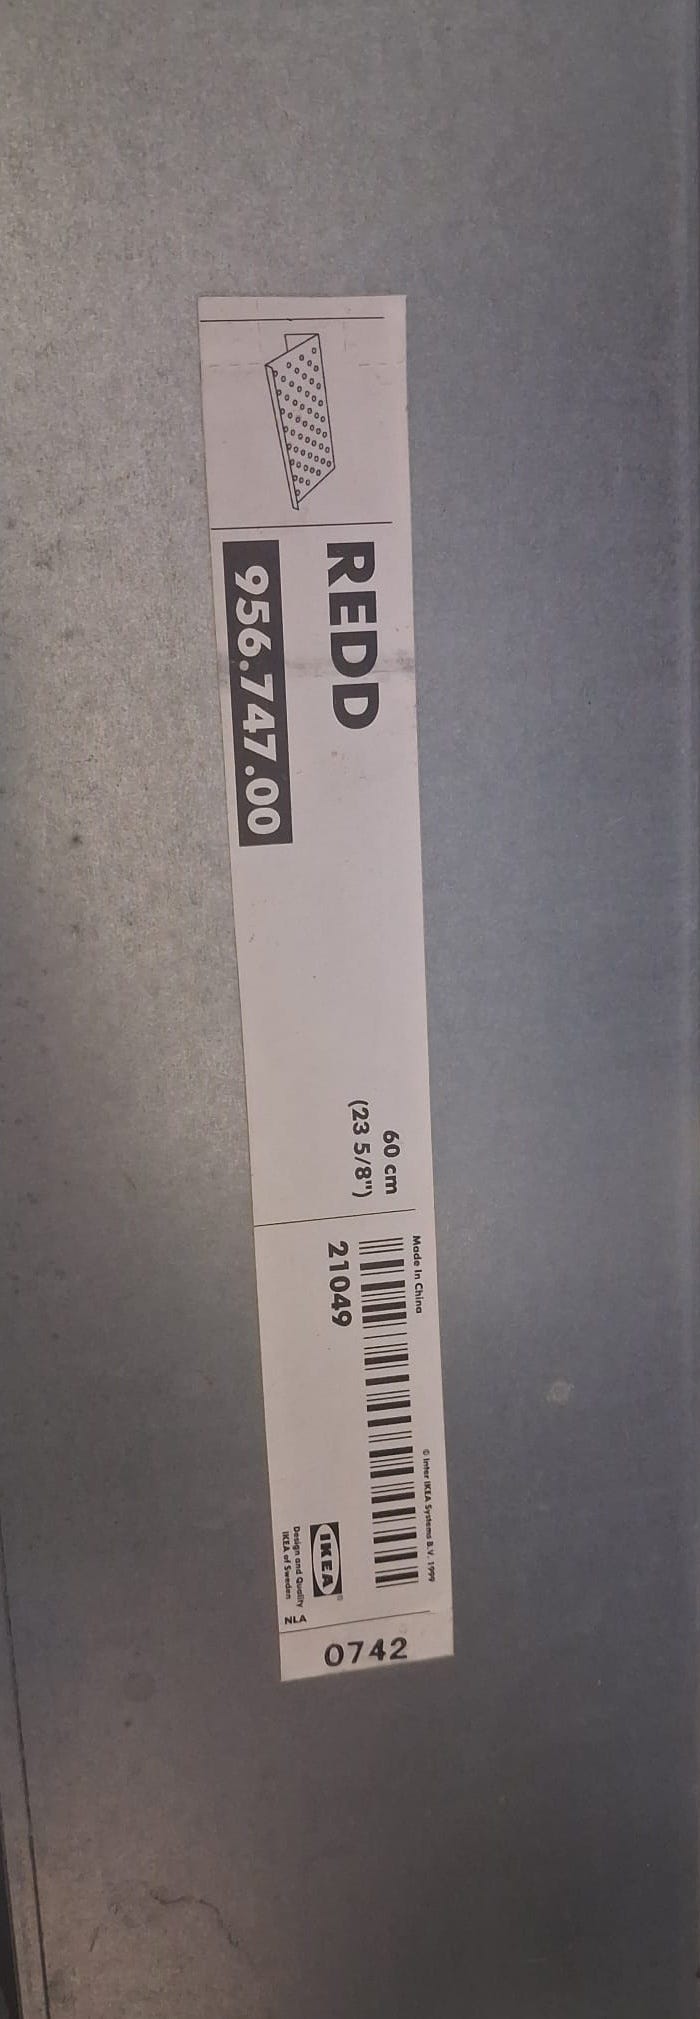 REDD
956.747.00
60 cm
(23 5/8")
Made in China
© Inter IKEA Systems B.V. 1999
21049
IKEA®
Design and Quality
IKEA of Sweden
NLA
0742